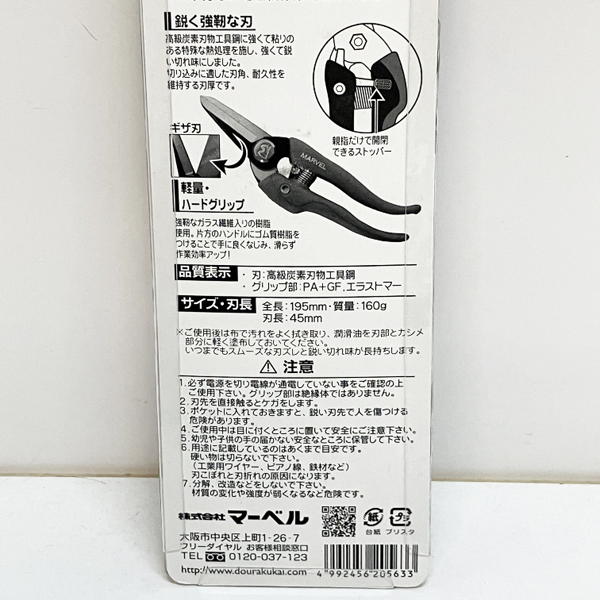 鋭く強靭な刃
高級炭素刃物工具鋼に強くて粘りの
ある特殊な熱処理を施し、強くて鋭
い切れ味にしました。
切り込みに適した刃角、耐久性を
維持する刃厚です。
親指だけで開閉
できるストッパー
ギザ刃
MARVEL
軽量・
ハードグリップ
強靭なガラス繊維入りの樹脂
使用。片方のハンドルにゴム質樹脂を
つけることで手に良くなじみ、滑らず
作業効率アップ!
品質表示
・刃:高級炭素刃物工具鋼
・グリップ部:PA+GF、エラストマー
サイズ・刃長
全長:195mm・質量:160g
刃長:45mm
※ご使用後は布で汚れをよく拭き取り、潤滑油を刃部とカシメ
部分に軽く塗布しておいてください。
いつまでもスムーズな刃ズレと鋭い切れ味が長持ちします。
⚠ 注意
1.必ず電源を切り電線が通電していない事をご確認の上
ご使用下さい。グリップ部は絶縁体ではありません。
2.刃先を直接触るとケガをします。
3.ポケットに入れておきますと、鋭い刃先で人を傷つける
危険があります。
4.ご使用中は目に付くところに置いて安全にご注意下さい。
5.幼児や子供の手の届かない安全なところに保管して下さい。
6.用途に記載しているのはあくまで目安です。
硬い物は切らないで下さい。
(工業用ワイヤー、ピアノ線、鉄材など)
刃こぼれと刃折れの原因になります。
7.分解、改造などをしないで下さい。
材質の変化や強度が弱くなるなど危険です。
株式会社 マーベル
大阪市中央区上町1-26-7
フリーダイヤル お客様相談窓口
TEL 0120-037-123
http://www.dourakukai.com
紙
台紙
プラ
ブリスタ
4 992456 205633